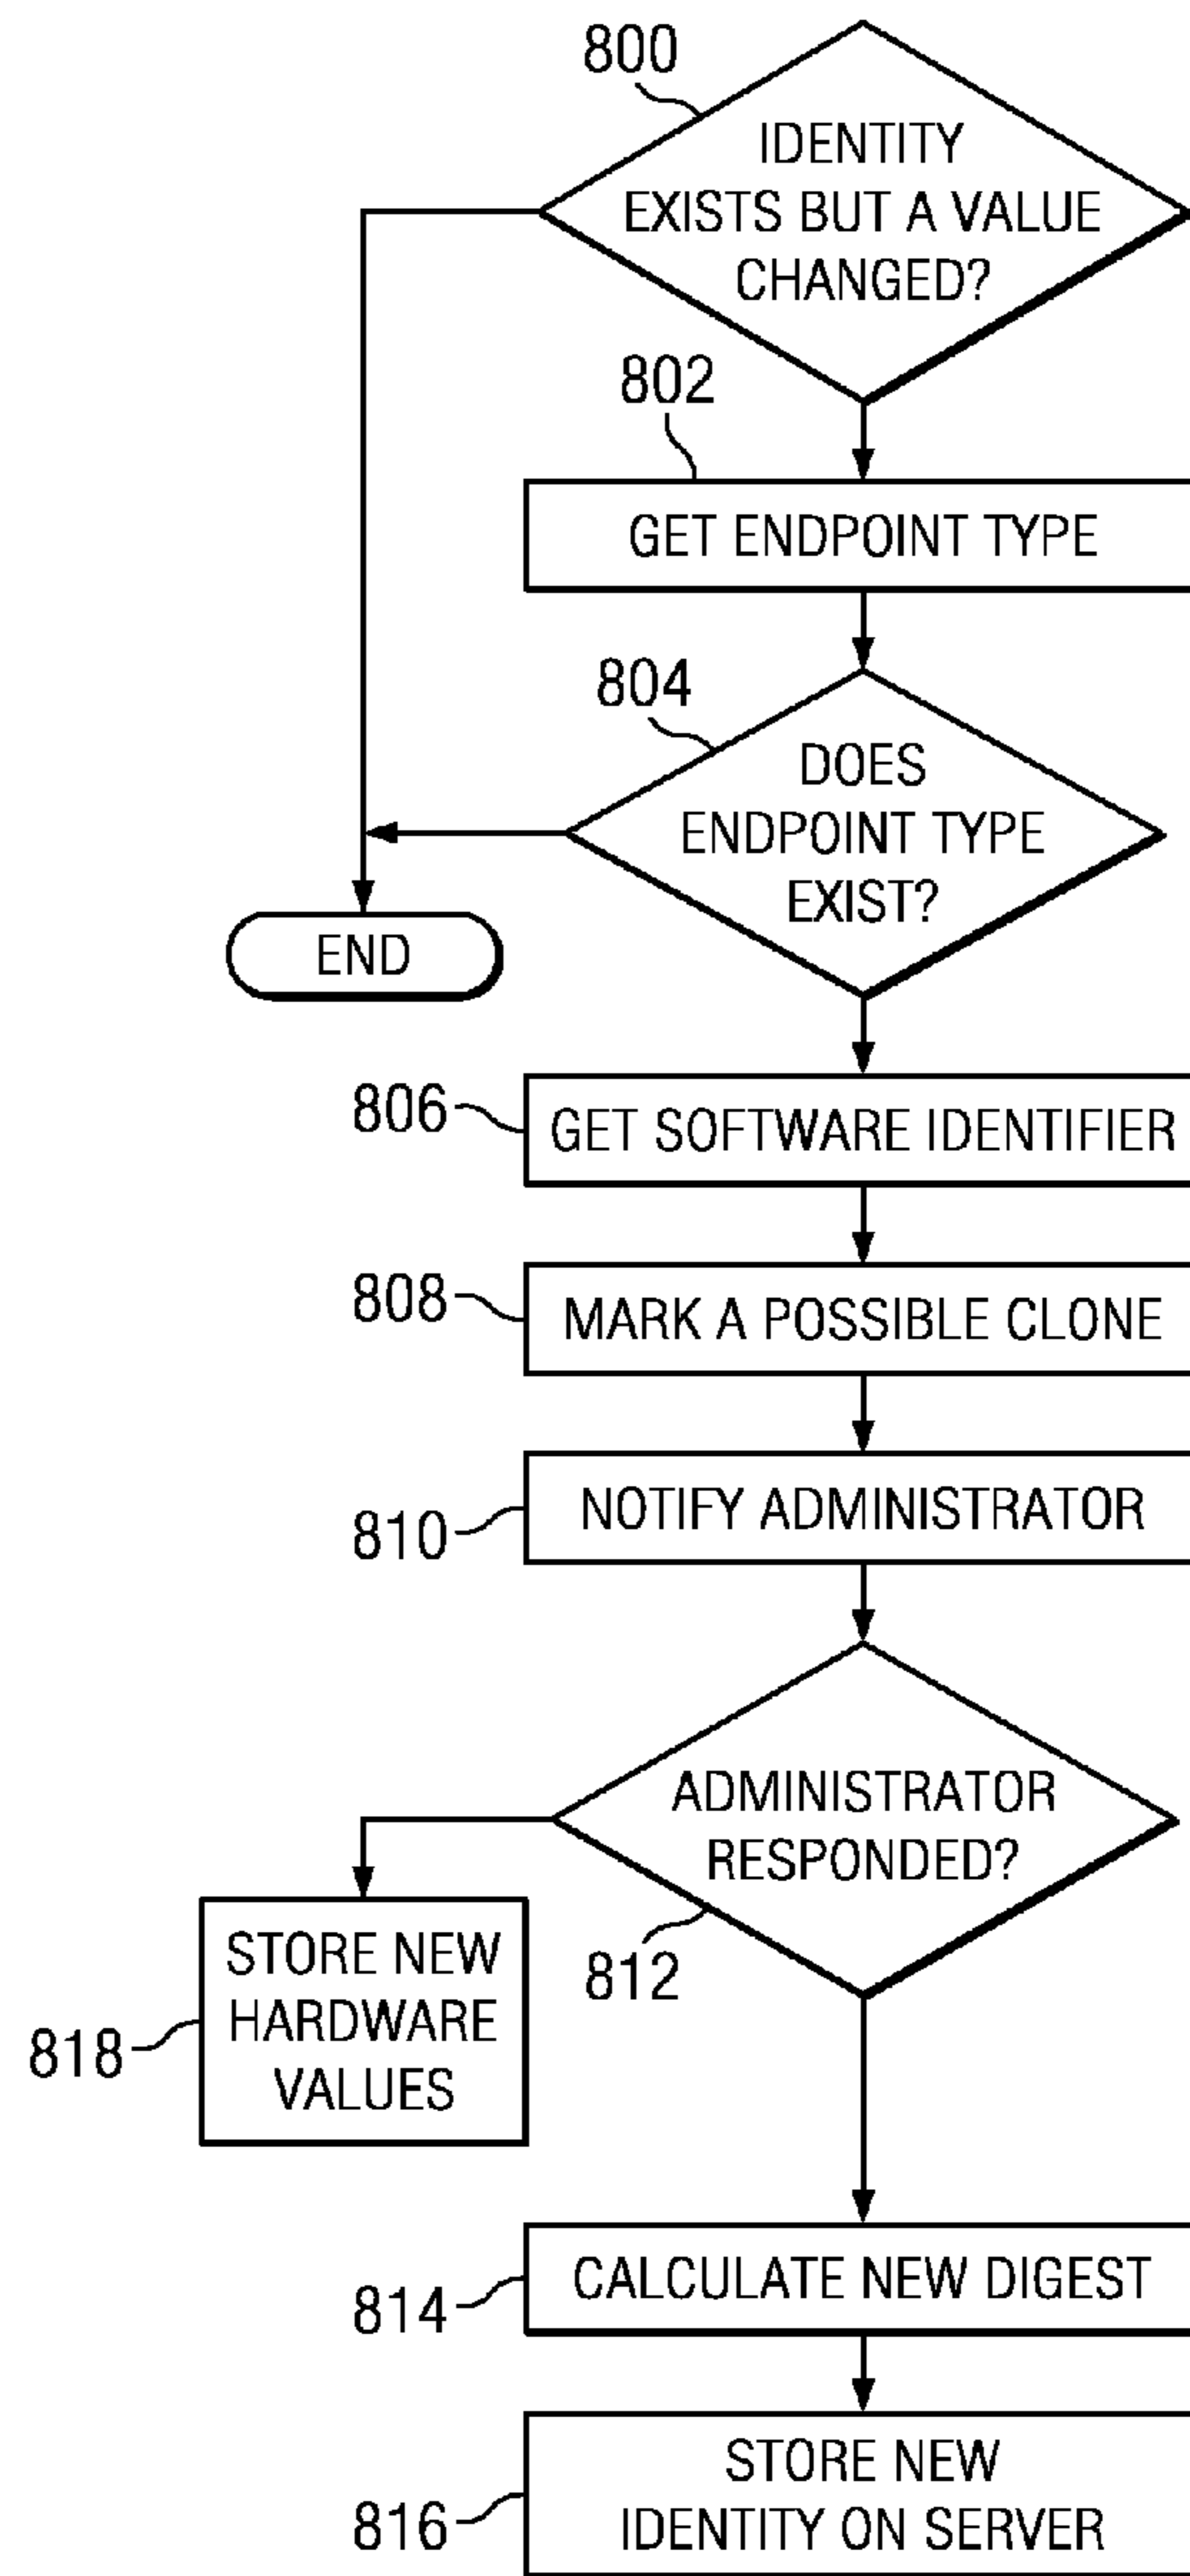 800
IDENTITY
EXISTS BUT A VALUE
CHANGED?
802
GET ENDPOINT TYPE
804
DOES
ENDPOINT TYPE
EXIST?
END
806
GET SOFTWARE IDENTIFIER
808
MARK A POSSIBLE CLONE
810
NOTIFY ADMINISTRATOR
ADMINISTRATOR
RESPONDED?
812
STORE NEW
HARDWARE
VALUES
818
814
CALCULATE NEW DIGEST
816
STORE NEW
IDENTITY ON SERVER